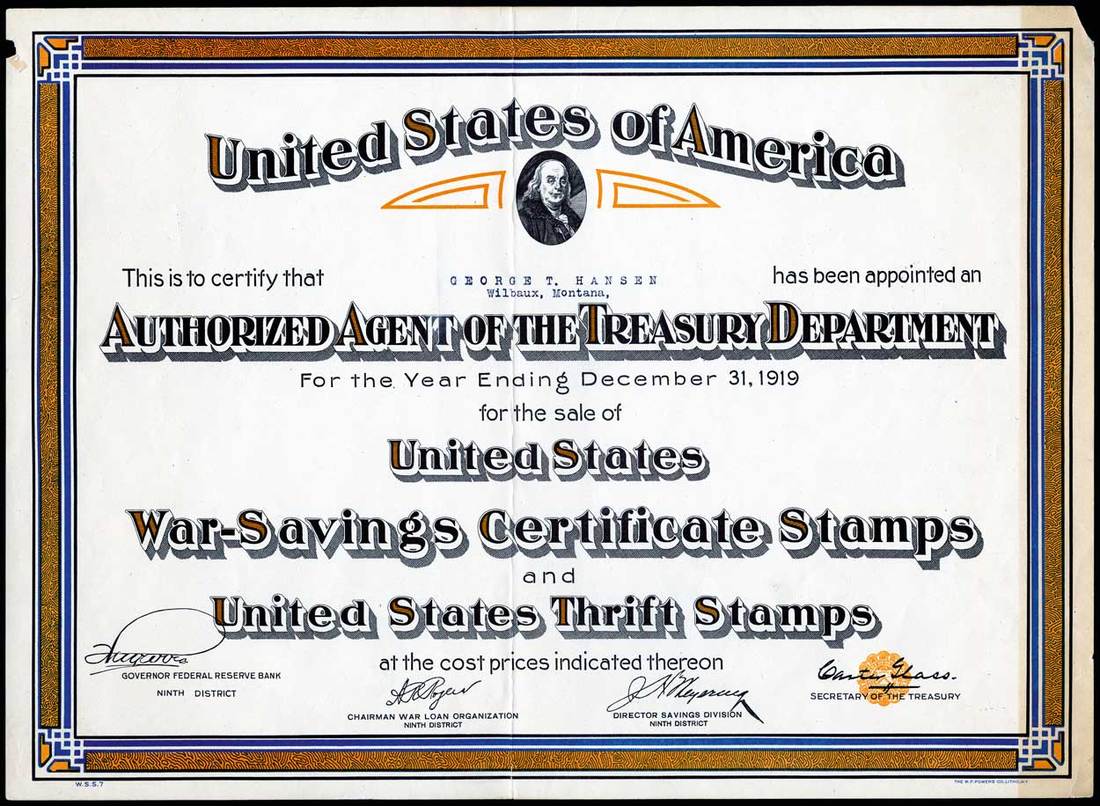 United States of America
This is to certify that GEORGE T. HANSEN has been appointed an
Wilbaux, Montana,
AUTHORIZED AGENT OF THE TREASURY DEPARTMENT
For the Year Ending December 31, 1919
for the sale of
United States
War-Savings Certificate Stamps
and
United States Thrift Stamps
at the cost prices indicated thereon
GOVERNOR FEDERAL RESERVE BANK
NINTH DISTRICT
CHAIRMAN WAR LOAN ORGANIZATION
NINTH DISTRICT
DIRECTOR SAVINGS DIVISION
NINTH DISTRICT
Carter Glass.
SECRETARY OF THE TREASURY
W.S.S.7